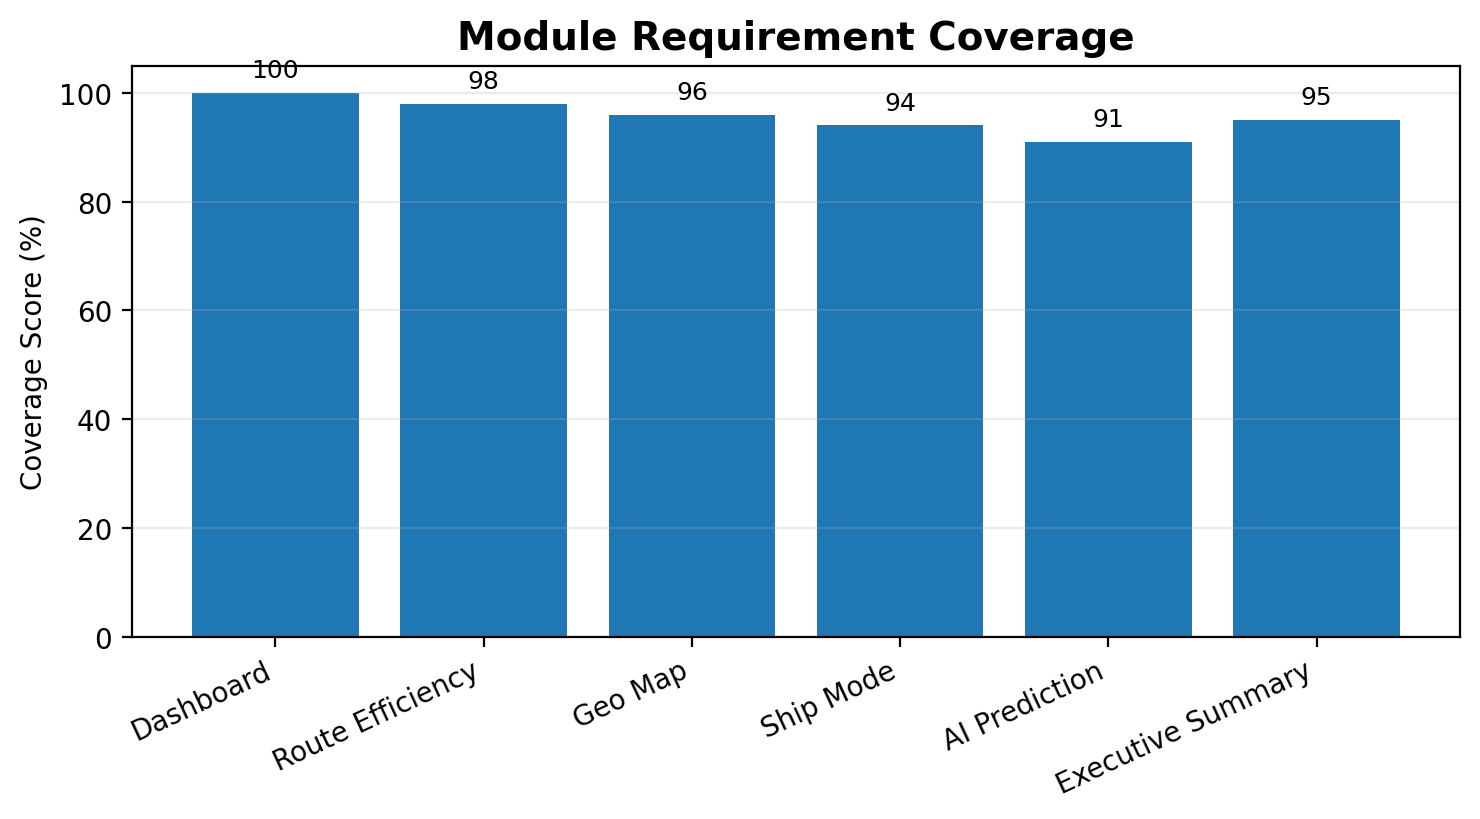 Module Requirement Coverage
Coverage Score (%)
100
80
60
40
20
0
100
98
96
94
91
95
Dashboard
Route Efficiency
Geo Map
Ship Mode
AI Prediction
Executive Summary